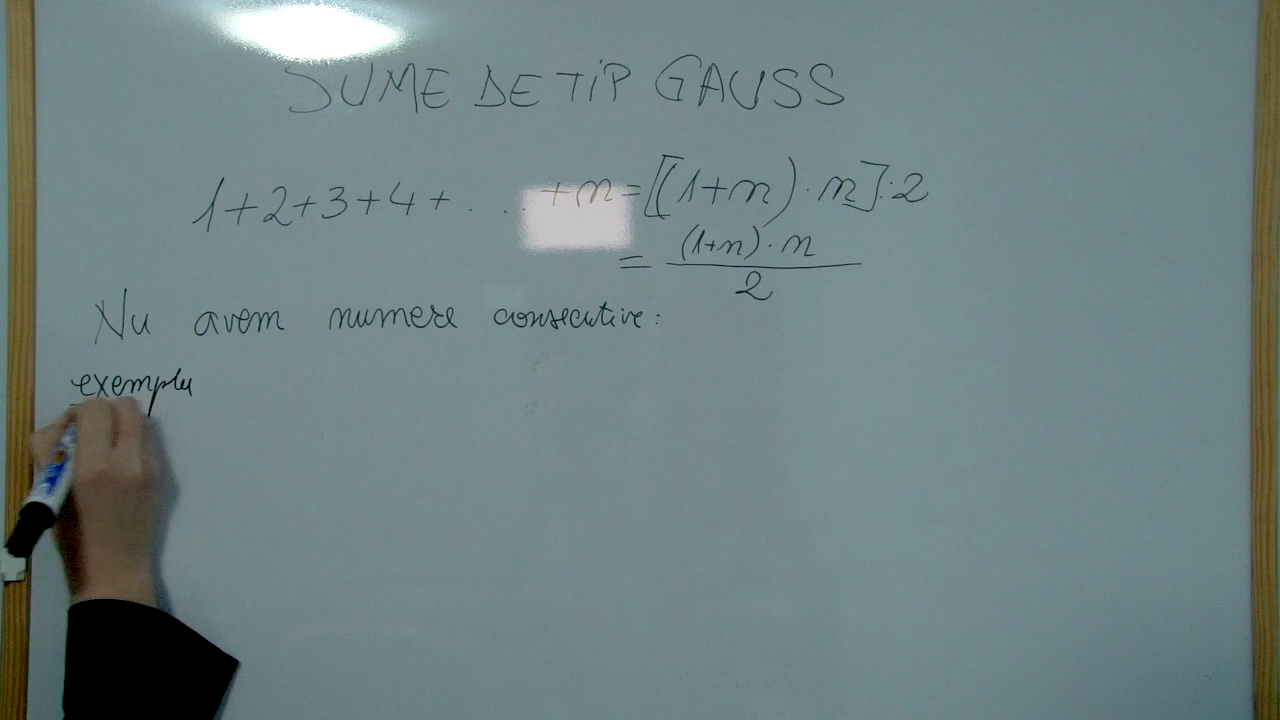 SUME DE TIP GAUSS
1+2+3+4+ . . . +n = [(1+n) · n] : 2
= (1+n) · n / 2
Nu avem numere consecutive:
exemplu